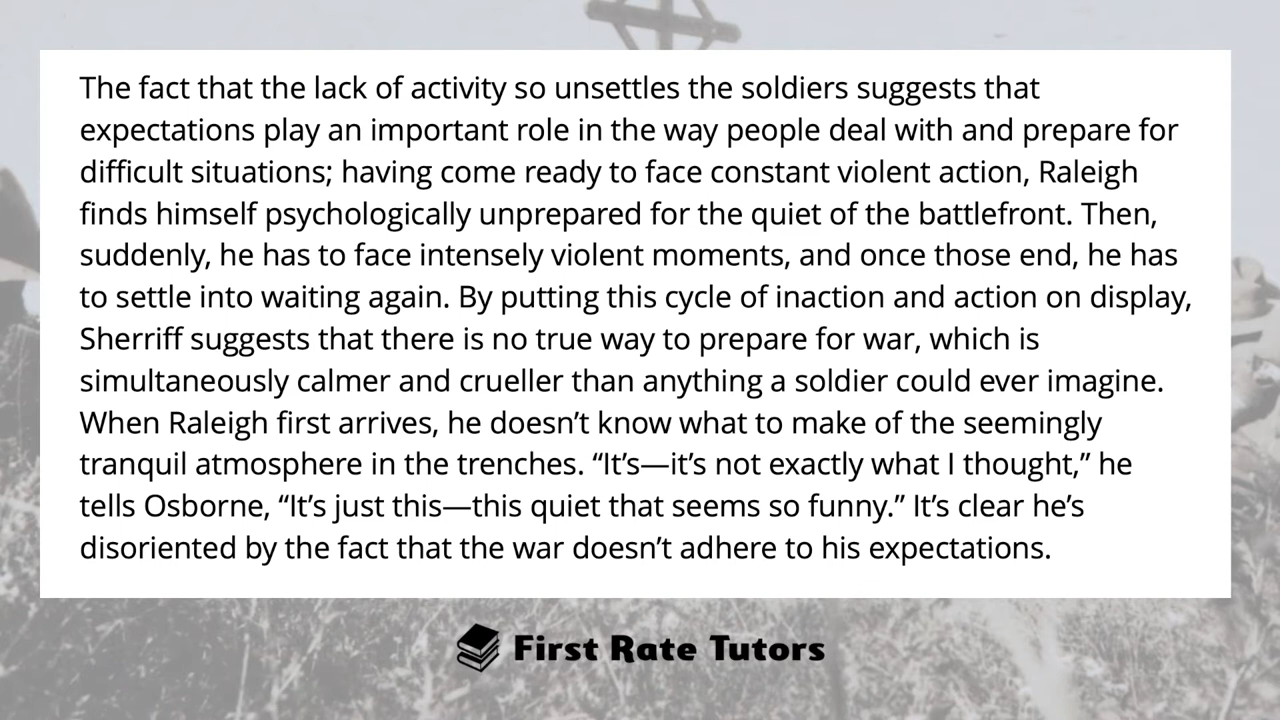 The fact that the lack of activity so unsettles the soldiers suggests that
expectations play an important role in the way people deal with and prepare for
difficult situations; having come ready to face constant violent action, Raleigh
finds himself psychologically unprepared for the quiet of the battlefront. Then,
suddenly, he has to face intensely violent moments, and once those end, he has
to settle into waiting again. By putting this cycle of inaction and action on display,
Sherriff suggests that there is no true way to prepare for war, which is
simultaneously calmer and crueller than anything a soldier could ever imagine.
When Raleigh first arrives, he doesn’t know what to make of the seemingly
tranquil atmosphere in the trenches. “It’s—it’s not exactly what I thought,” he
tells Osborne, “It’s just this—this quiet that seems so funny.” It’s clear he’s
disoriented by the fact that the war doesn’t adhere to his expectations.
First Rate Tutors